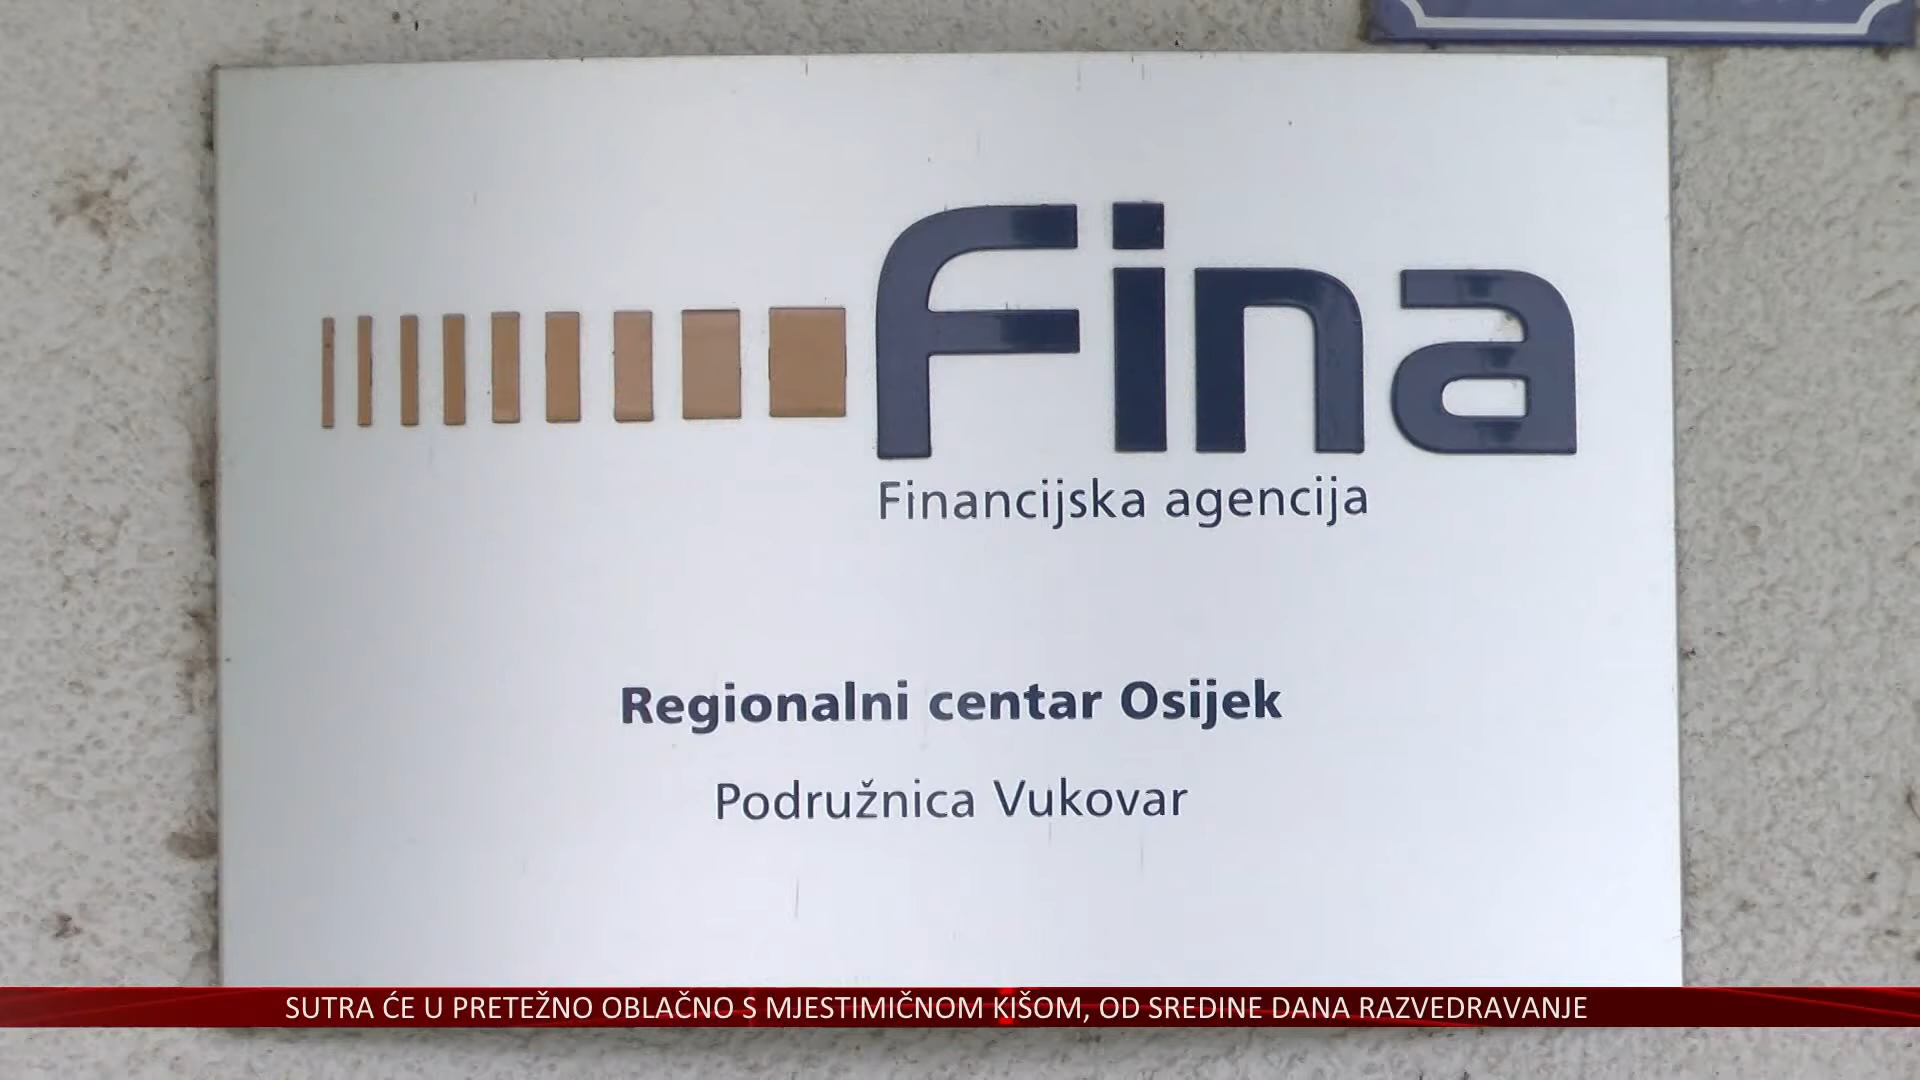 Fina
Financijska agencija
Regionalni centar Osijek
Podružnica Vukovar
SUTRA ĆE U PRETEŽNO OBLAČNO S MJESTIMIČNOM KIŠOM, OD SREDINE DANA RAZVEDRAVANJE